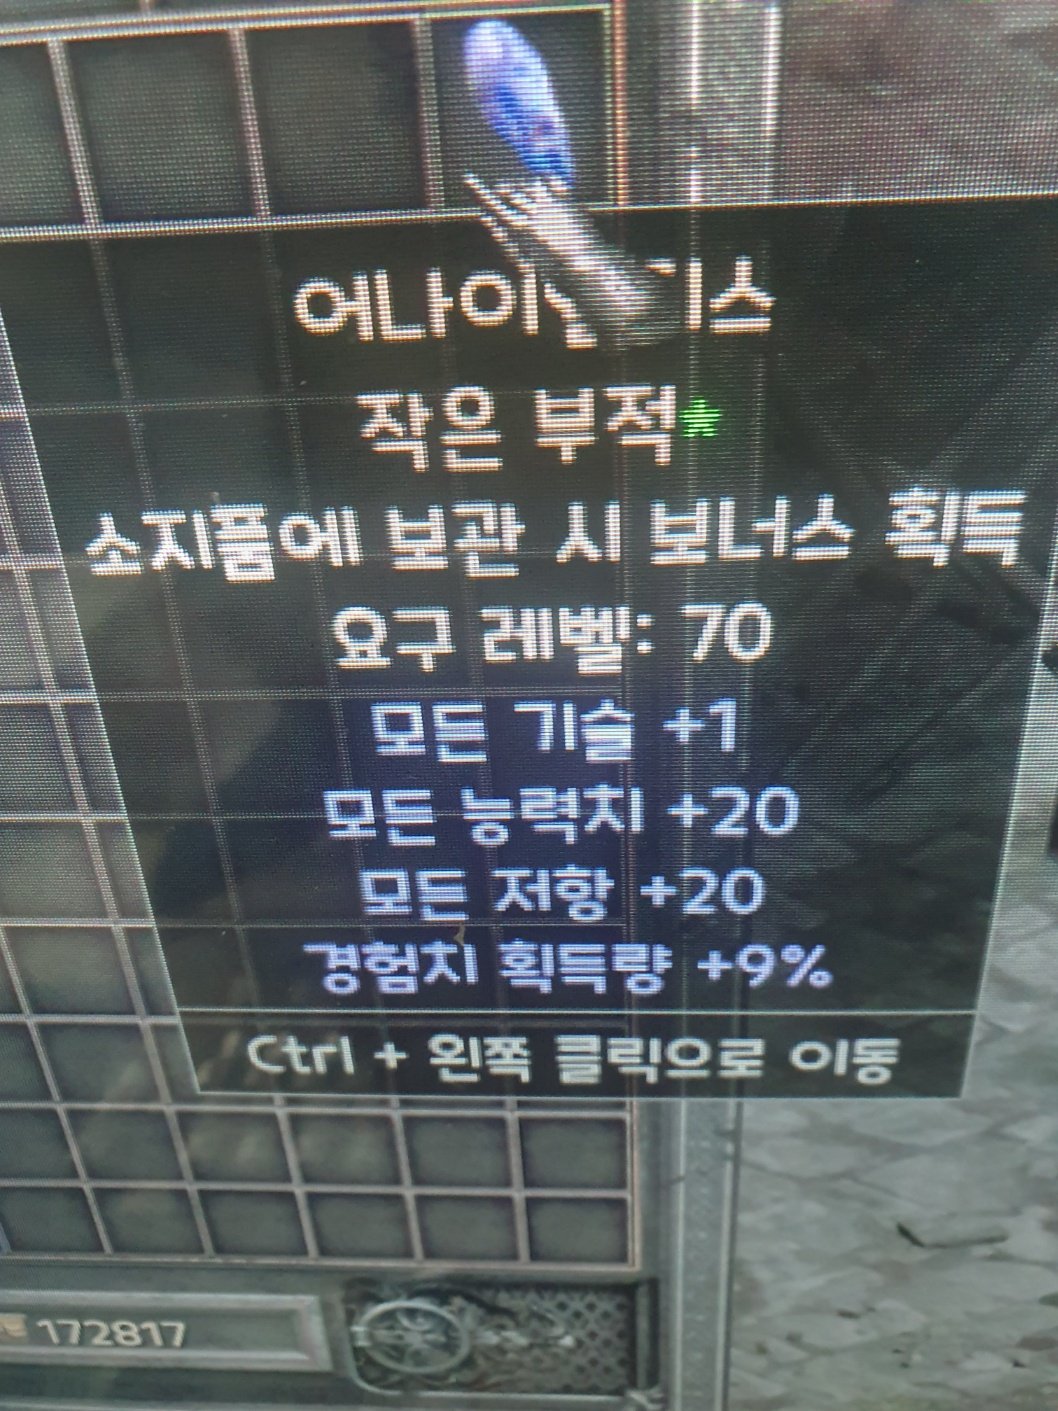 작은 부적★
소지품에 보관 시 보너스 획득
요구 레벨: 70
모든 기술 +1
모든 능력치 +20
모든 저항 +20
경험치 획득량 +9%
Ctrl + 왼쪽 클릭으로 이동
172817